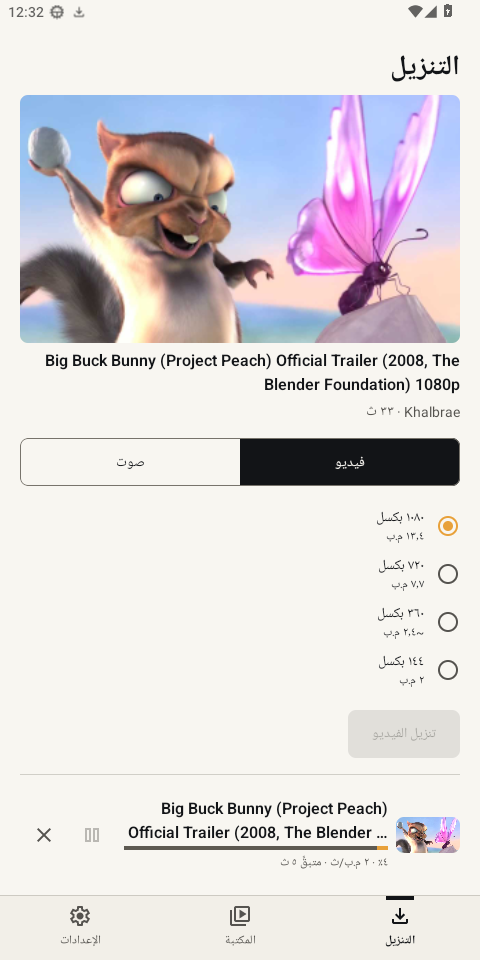 12:32
التنزيل
Big Buck Bunny (Project Peach) Official Trailer (2008, The
Blender Foundation) 1080p
Khalbrae · ٣٣ ث
فيديو
صوت
١٠٨٠ بكسل
١٣٫٤ م.ب
٧٢٠ بكسل
٧٫٧ م.ب
٣٦٠ بكسل
~٢٫٤ م.ب
١٤٤ بكسل
٢ م.ب
تنزيل الفيديو
Big Buck Bunny (Project Peach)
Official Trailer (2008, The Blender ...
٤٪ · ٢٠ م.ب/ث · متبقٍّ ٥ ث
التنزيل
المكتبة
الإعدادات